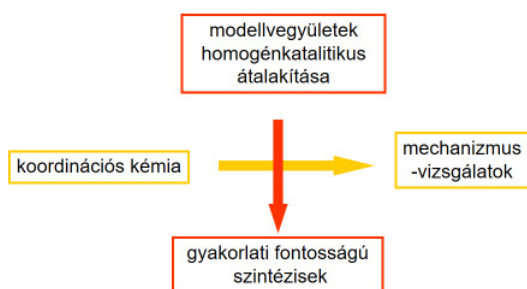 modellvegyületek
homogénkatalitikus
átalakítása
koordinációs kémia
mechanizmus
-vizsgálatok
gyakorlati fontosságú
szintézisek